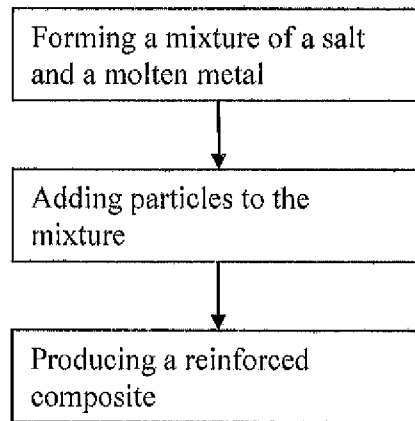 Forming a mixture of a salt
and a molten metal
Adding particles to the
mixture
Producing a reinforced
composite